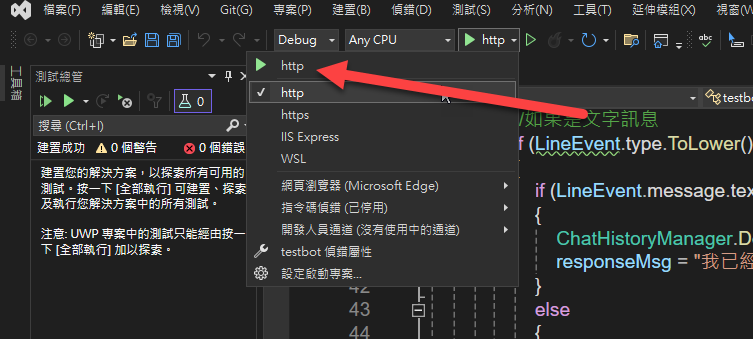 檔案(F) 編輯(E) 檢視(V) Git(G) 專案(P) 建置(B) 偵錯(D) 測試(S) 分析(N) 工具(T) 延伸模組(X) 視窗(W)
Debug Any CPU http
工具箱
測試總管
0
搜尋 (Ctrl+I)
建置成功 0 個警告 0 個錯誤
建置您的解決方案，以探索所有可用的
測試。按一下 [全部執行] 可建置、探索
及執行您解決方案中的所有測試。
注意: UWP 專案中的測試只能經由按一
下 [全部執行] 加以探索。
http
http
https
IIS Express
WSL
網頁瀏覽器 (Microsoft Edge)
指令碼偵錯 (已停用)
開發人員通道 (沒有使用中的通道)
testbot 偵錯屬性
設定啟動專案...
testbo
/如果是文字訊息
if (LineEvent.type.ToLower()
if (LineEvent.message.tex
{
ChatHistoryManager.De
responseMsg = "我已經
42 }
43 else
44 {